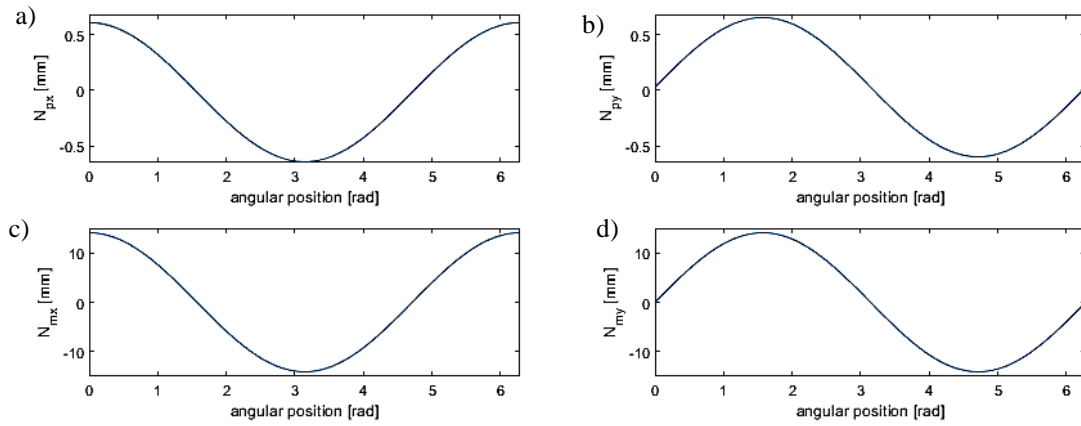 a)
0.5
0
-0.5
N_px [mm]
0 1 2 3 4 5 6
angular position [rad]
b)
0.5
0
-0.5
N_py [mm]
0 1 2 3 4 5 6
angular position [rad]
c)
10
0
-10
N_mx [mm]
0 1 2 3 4 5 6
angular position [rad]
d)
10
0
-10
N_my [mm]
0 1 2 3 4 5 6
angular position [rad]